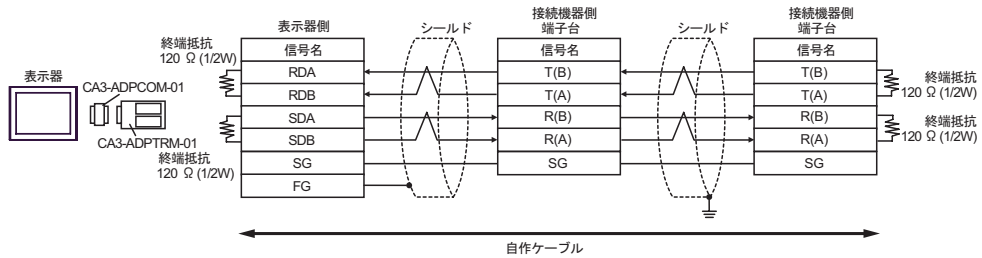 表示器
CA3-ADPCOM-01
CA3-ADPTRM-01
終端抵抗
120 Ω (1/2W)
終端抵抗
120 Ω (1/2W)
表示器側
信号名
RDA
RDB
SDA
SDB
SG
FG
シールド
接続機器側
端子台
信号名
T(B)
T(A)
R(B)
R(A)
SG
シールド
接続機器側
端子台
信号名
T(B)
T(A)
R(B)
R(A)
SG
終端抵抗
120 Ω (1/2W)
終端抵抗
120 Ω (1/2W)
自作ケーブル